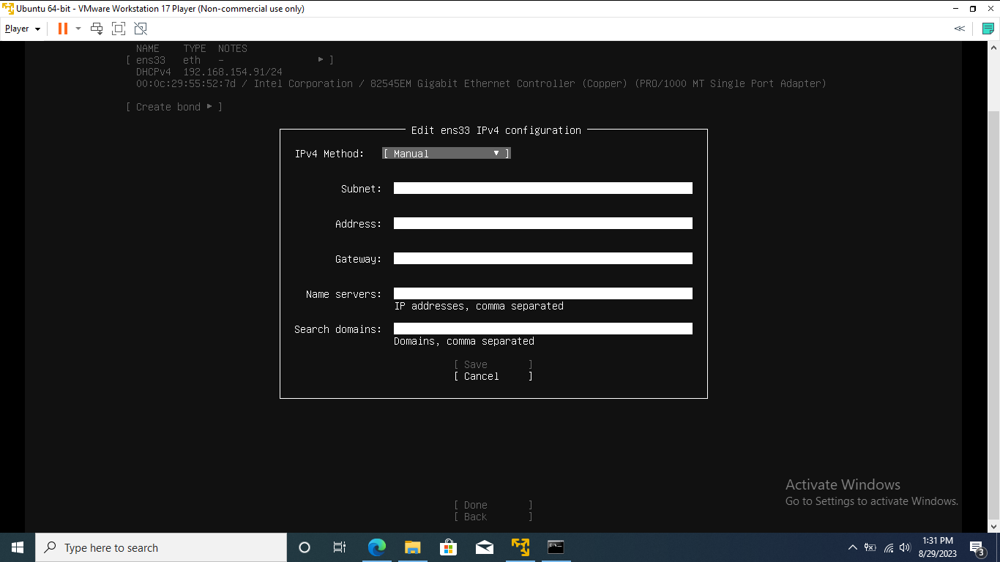 Ubuntu 64-bit - VMware Workstation 17 Player (Non-commercial use only)
Player
NAME TYPE NOTES
[ ens33 eth – ▸ ]
DHCPv4 192.168.154.91/24
00:0c:29:55:52:7d / Intel Corporation / 82545EM Gigabit Ethernet Controller (Copper) (PRO/1000 MT Single Port Adapter)
[ Create bond ▸ ]
Edit ens33 IPv4 configuration
IPv4 Method: [ Manual ▾ ]
Subnet:
Address:
Gateway:
Name servers:
IP addresses, comma separated
Search domains:
Domains, comma separated
[ Save ]
[ Cancel ]
Activate Windows
Go to Settings to activate Windows.
[ Done ]
[ Back ]
Type here to search
1:31 PM
8/29/2023
3